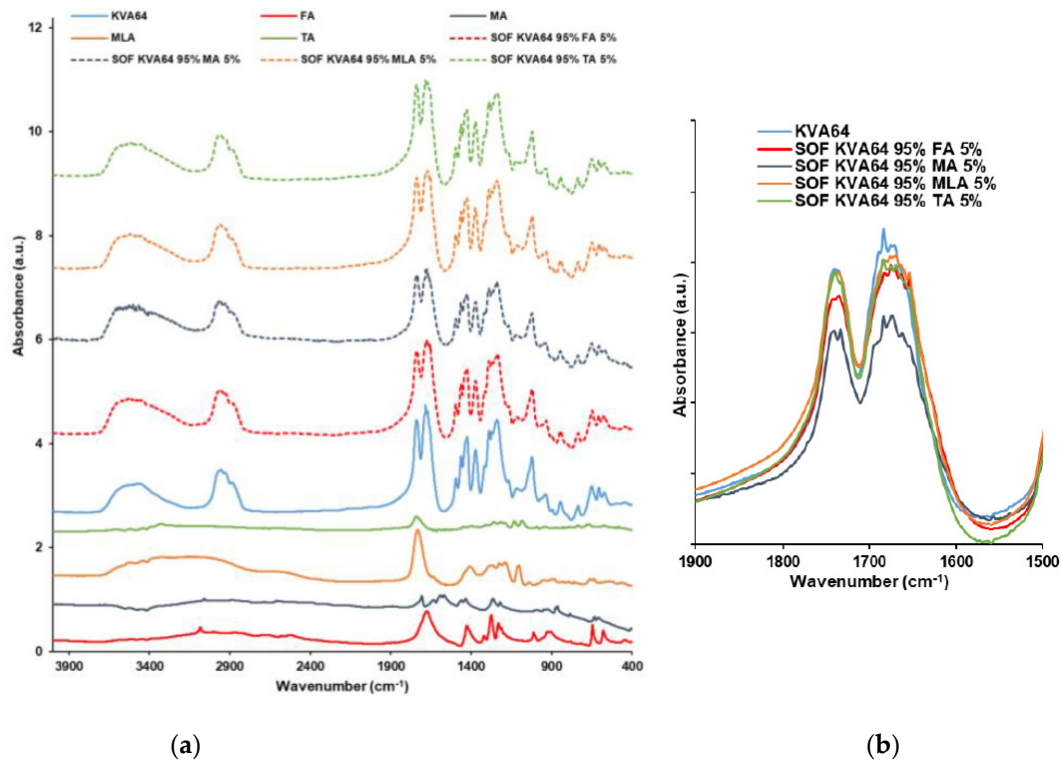 KVA64 FA MA
MLA TA SOF KVA64 95% FA 5%
SOF KVA64 95% MA 5% SOF KVA64 95% MLA 5% SOF KVA64 95% TA 5%
12
10
8
6
4
2
0
Absorbance (a.u.)
3900 3400 2900 2400 1900 1400 900 400
Wavenumber (cm⁻¹)
(a)
KVA64
SOF KVA64 95% FA 5%
SOF KVA64 95% MA 5%
SOF KVA64 95% MLA 5%
SOF KVA64 95% TA 5%
Absorbance (a.u.)
1900 1800 1700 1600 1500
Wavenumber (cm⁻¹)
(b)